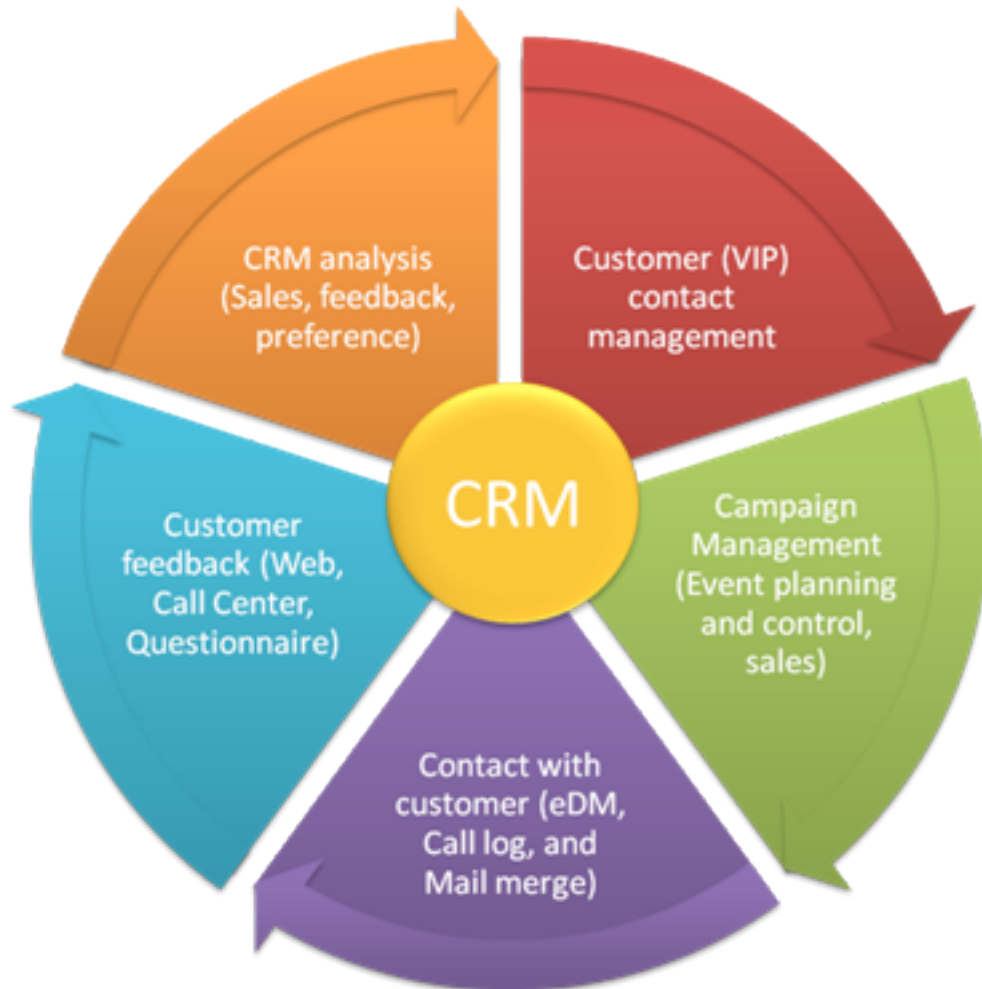 CRM analysis
(Sales, feedback,
preference)
Customer (VIP)
contact
management
CRM
Campaign
Management
(Event planning
and control,
sales)
Contact with
customer (eDM,
Call log, and
Mail merge)
Customer
feedback (Web,
Call Center,
Questionnaire)